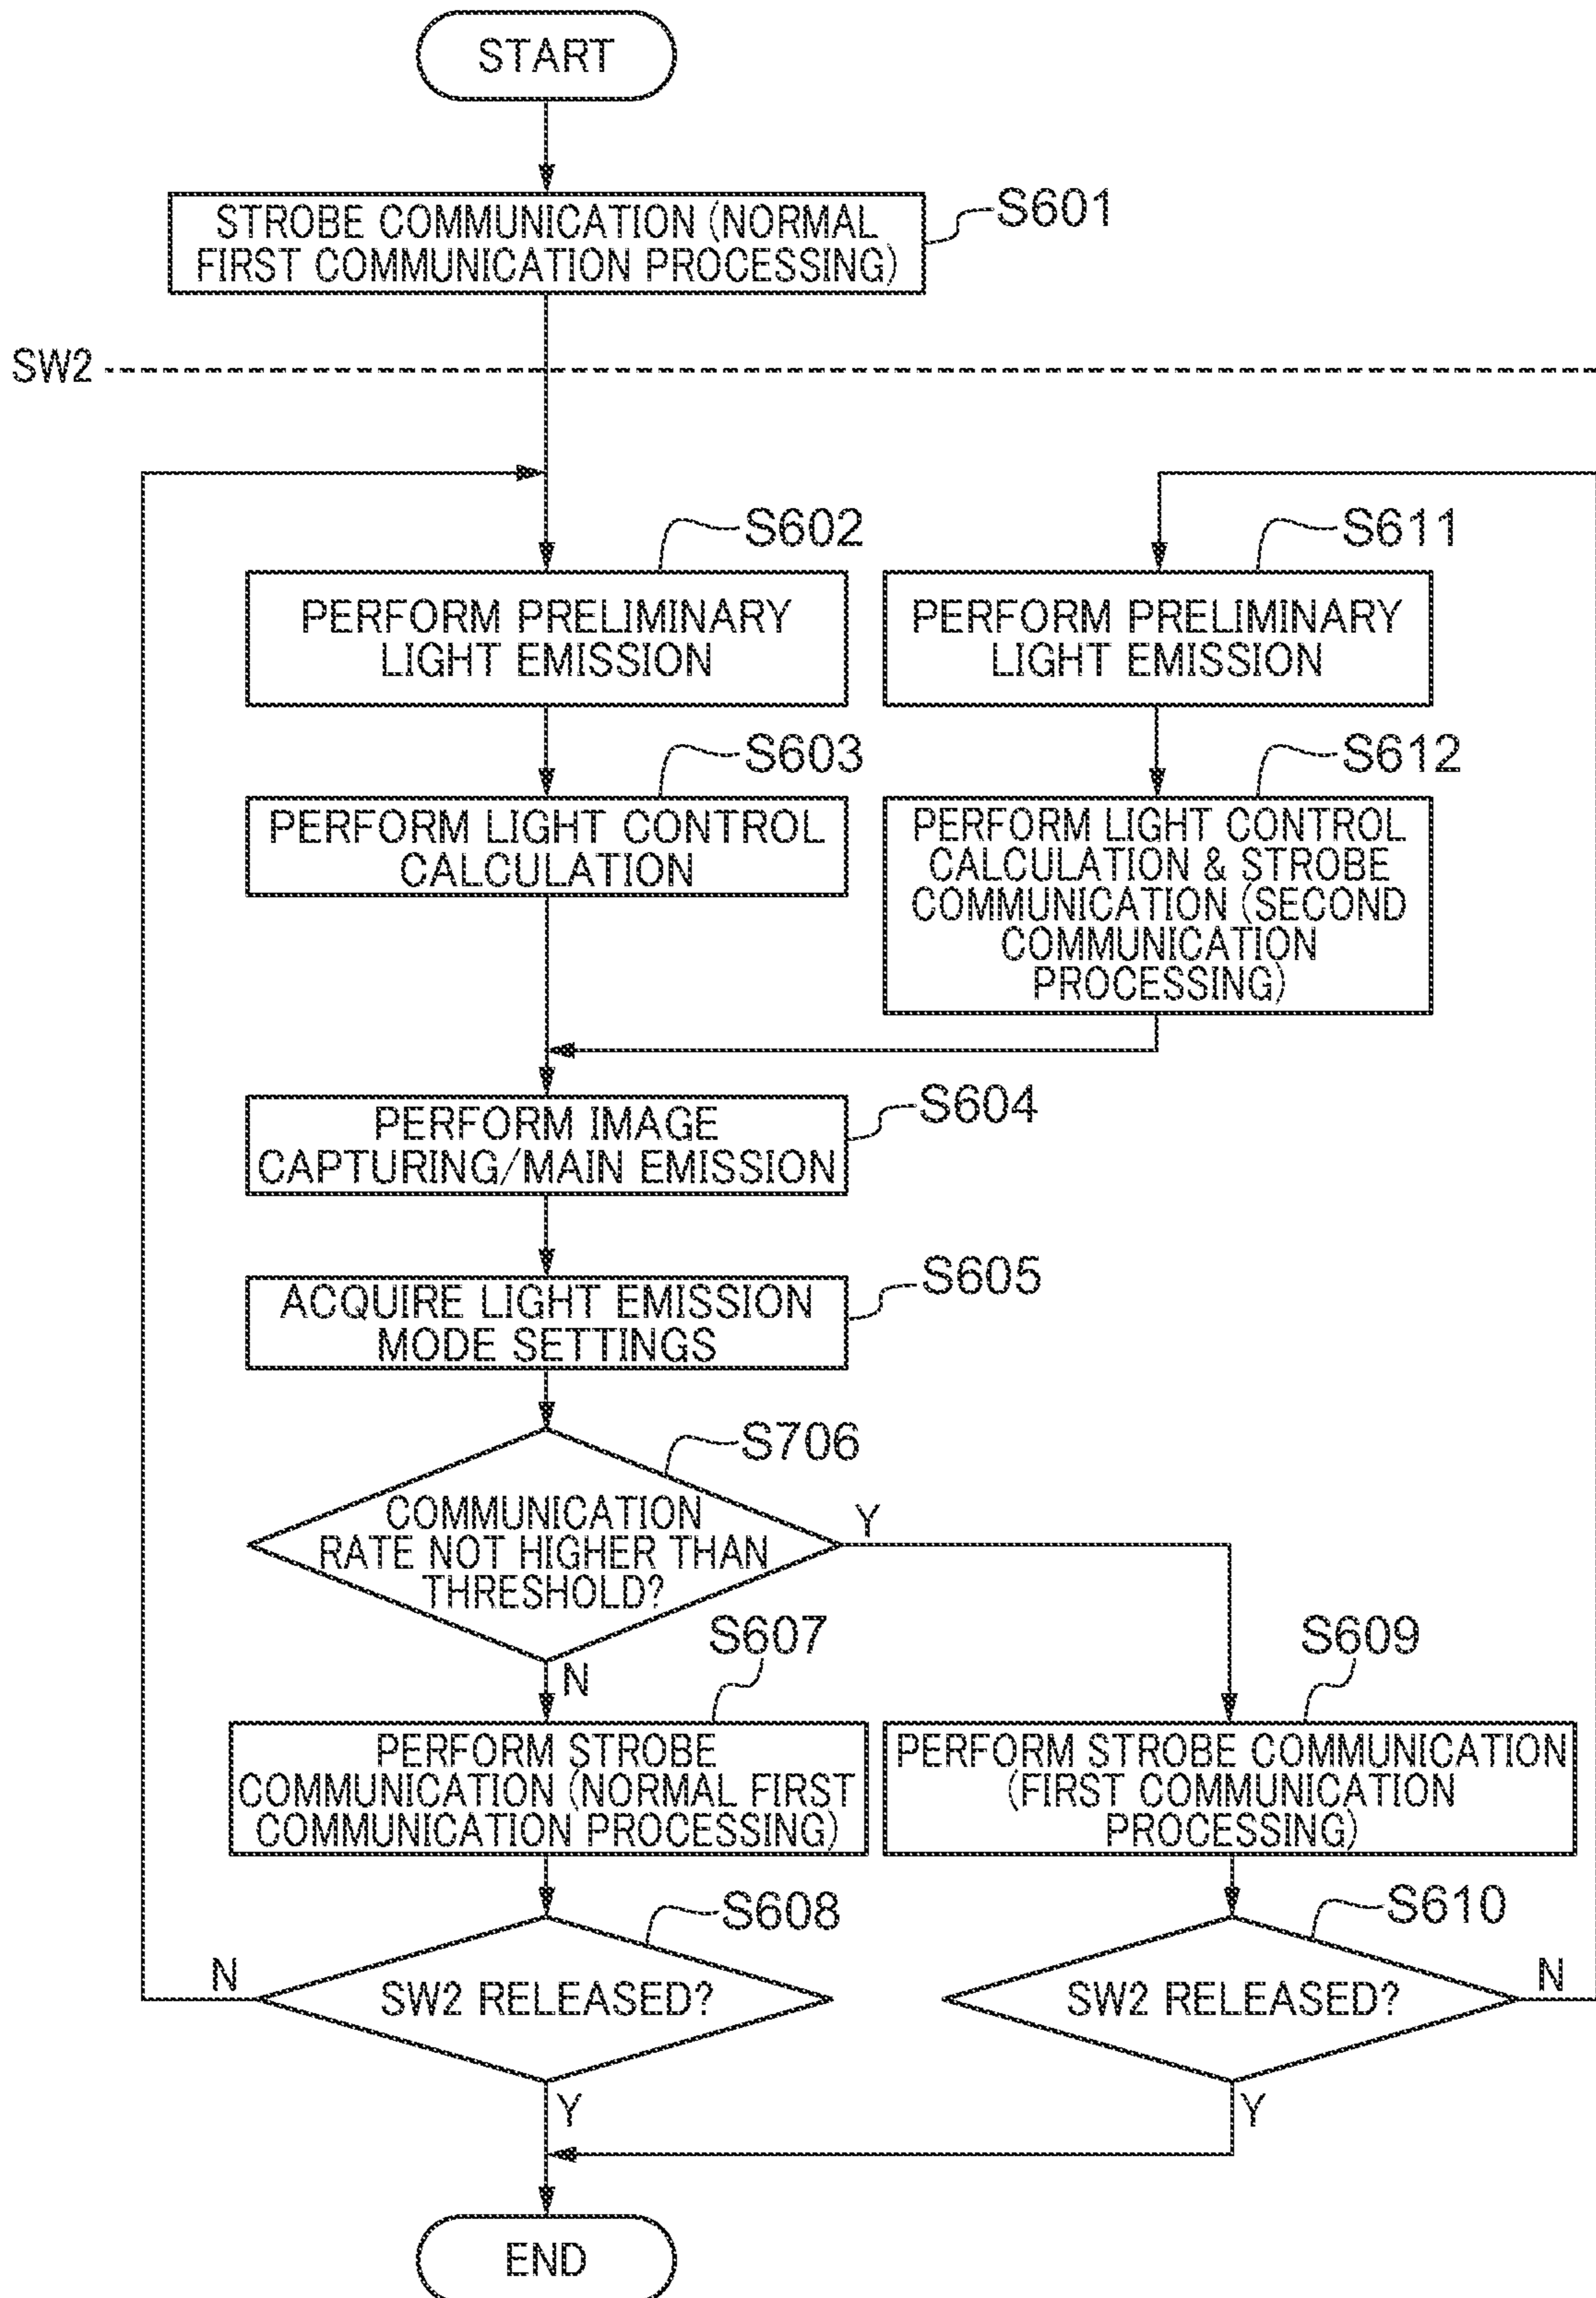 START
STROBE COMMUNICATION (NORMAL
FIRST COMMUNICATION PROCESSING)
S601
SW2
S602
PERFORM PRELIMINARY
LIGHT EMISSION
S611
PERFORM PRELIMINARY
LIGHT EMISSION
S603
PERFORM LIGHT CONTROL
CALCULATION
S612
PERFORM LIGHT CONTROL
CALCULATION & STROBE
COMMUNICATION (SECOND
COMMUNICATION
PROCESSING)
S604
PERFORM IMAGE
CAPTURING/MAIN EMISSION
S605
ACQUIRE LIGHT EMISSION
MODE SETTINGS
S706
COMMUNICATION
RATE NOT HIGHER THAN
THRESHOLD?
Y
N
S607
PERFORM STROBE
COMMUNICATION (NORMAL FIRST
COMMUNICATION PROCESSING)
S609
PERFORM STROBE COMMUNICATION
(FIRST COMMUNICATION
PROCESSING)
S608
N
SW2 RELEASED?
Y
S610
SW2 RELEASED?
N
Y
END